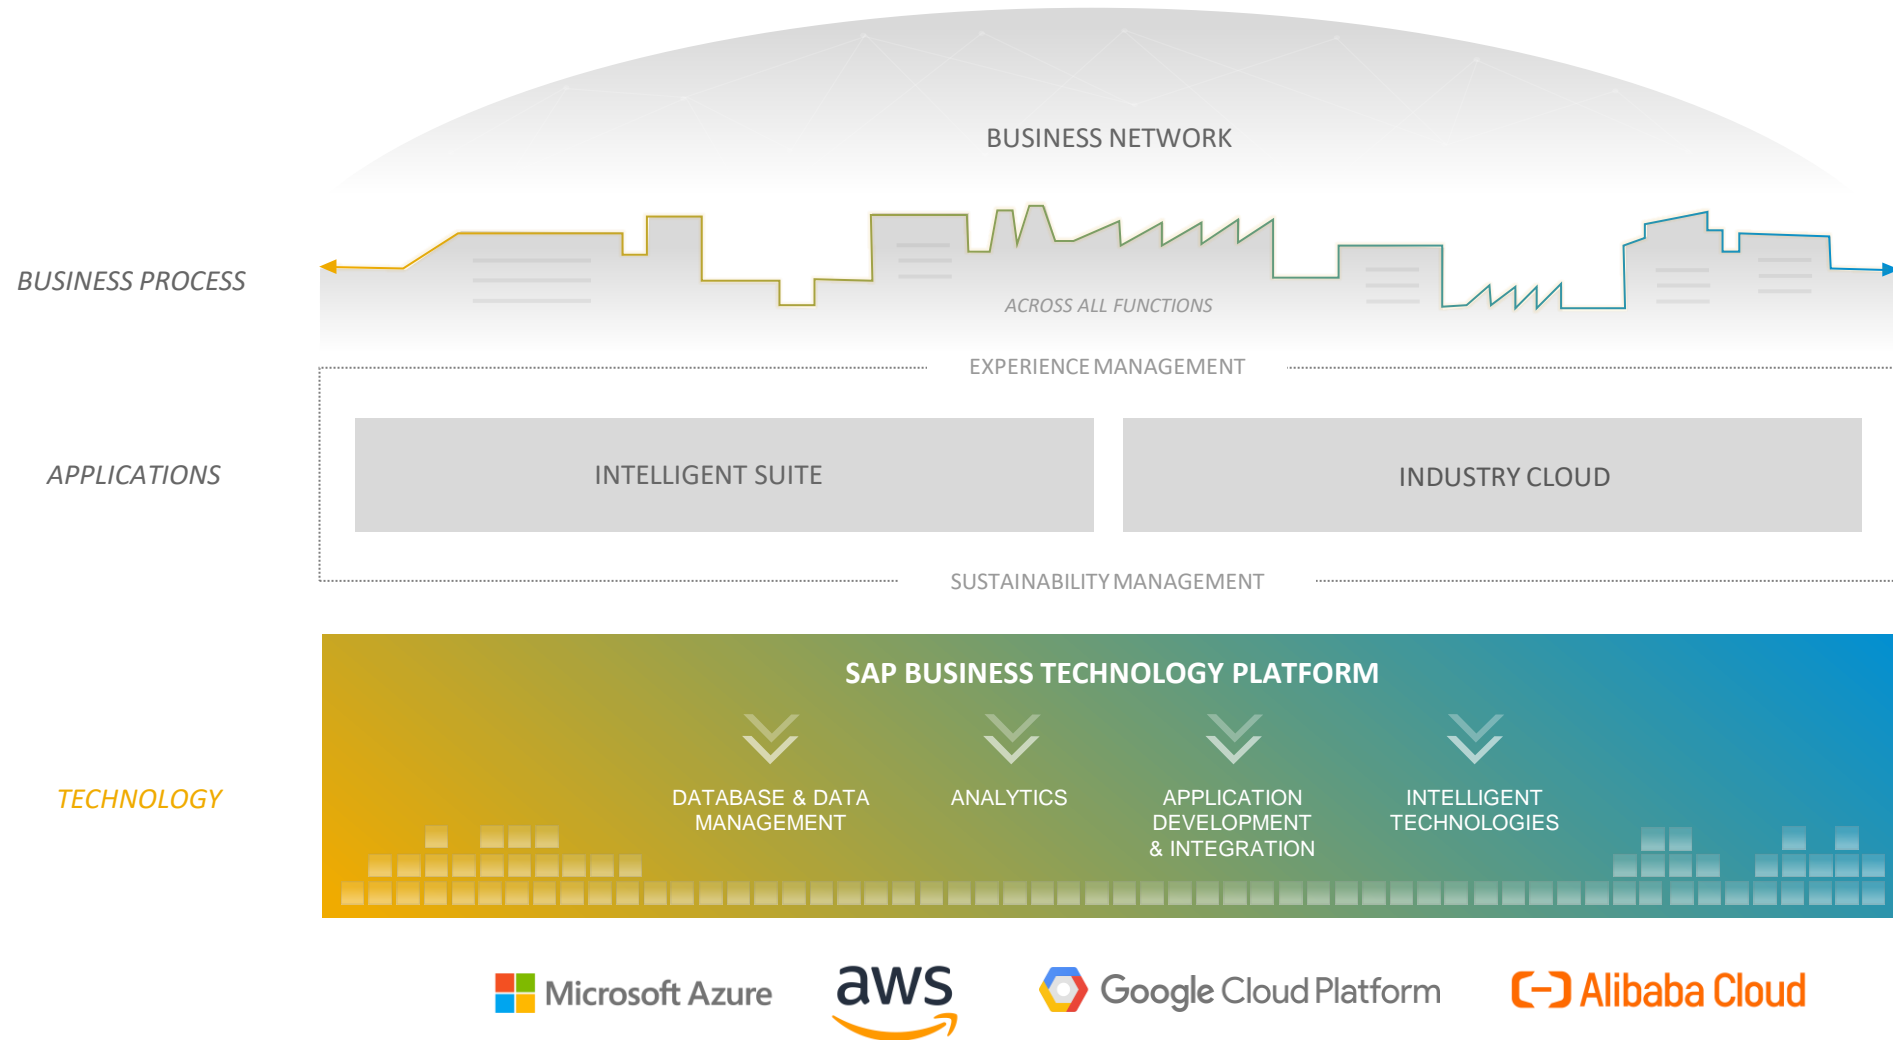 BUSINESS NETWORK
BUSINESS PROCESS
ACROSS ALL FUNCTIONS
EXPERIENCE MANAGEMENT
APPLICATIONS
INTELLIGENT SUITE
INDUSTRY CLOUD
SUSTAINABILITY MANAGEMENT
SAP BUSINESS TECHNOLOGY PLATFORM
TECHNOLOGY
DATABASE & DATA
MANAGEMENT
ANALYTICS
APPLICATION
DEVELOPMENT
& INTEGRATION
INTELLIGENT
TECHNOLOGIES
Microsoft Azure
aws
Google Cloud Platform
Alibaba Cloud